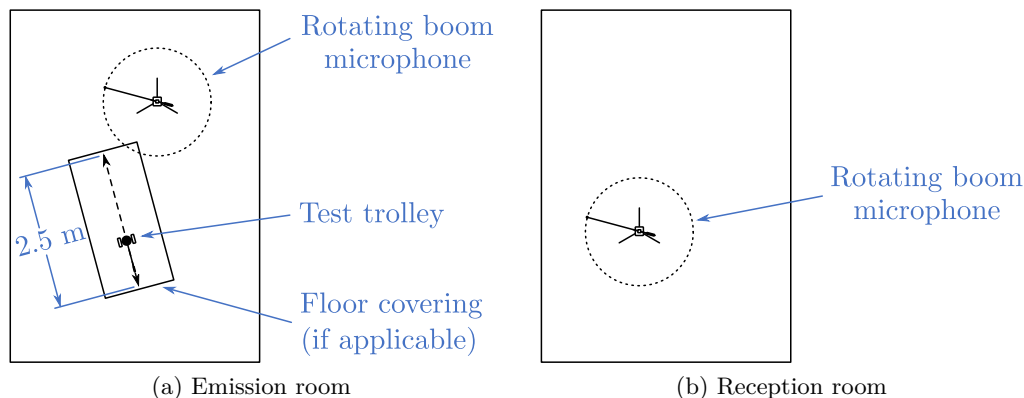 Rotating boom
microphone
2.5 m
Test trolley
Floor covering
(if applicable)
(a) Emission room
Rotating boom
microphone
(b) Reception room